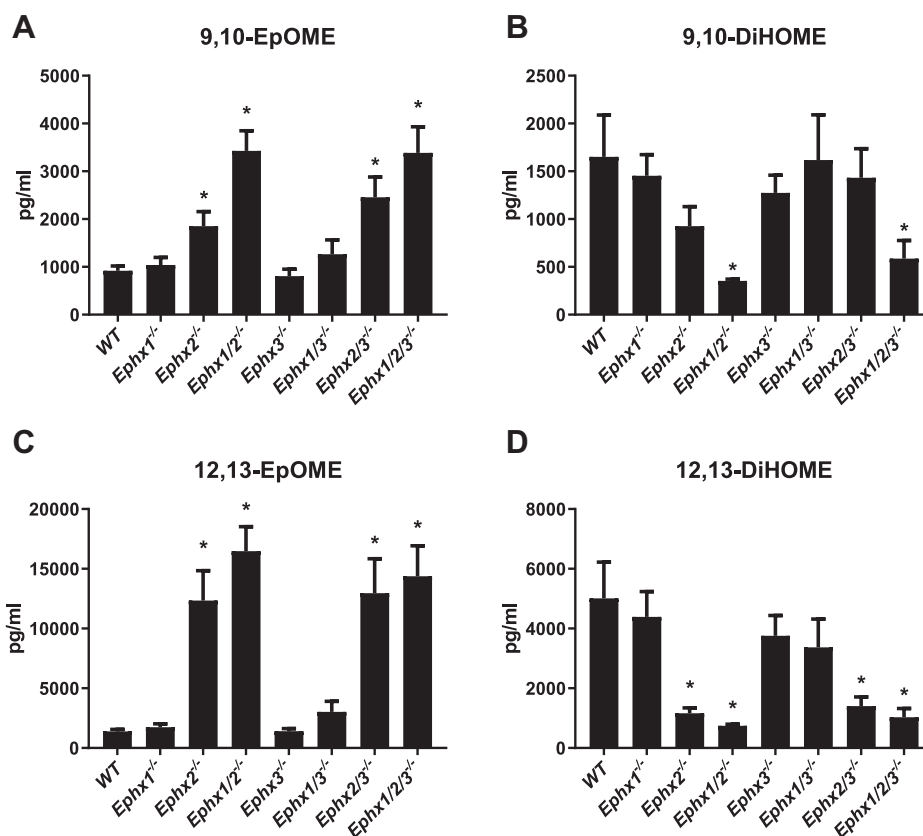 A
9,10-EpOME
pg/ml
5000
4000
3000
2000
1000
0
*
*
*
*
WT
Ephx1-/-
Ephx2-/-
Ephx1/2-/-
Ephx3-/-
Ephx1/3-/-
Ephx2/3-/-
Ephx1/2/3-/-
B
9,10-DiHOME
pg/ml
2500
2000
1500
1000
500
0
*
*
WT
Ephx1-/-
Ephx2-/-
Ephx1/2-/-
Ephx3-/-
Ephx1/3-/-
Ephx2/3-/-
Ephx1/2/3-/-
C
12,13-EpOME
pg/ml
20000
15000
10000
5000
0
*
*
*
*
WT
Ephx1-/-
Ephx2-/-
Ephx1/2-/-
Ephx3-/-
Ephx1/3-/-
Ephx2/3-/-
Ephx1/2/3-/-
D
12,13-DiHOME
pg/ml
8000
6000
4000
2000
0
*
*
*
*
WT
Ephx1-/-
Ephx2-/-
Ephx1/2-/-
Ephx3-/-
Ephx1/3-/-
Ephx2/3-/-
Ephx1/2/3-/-